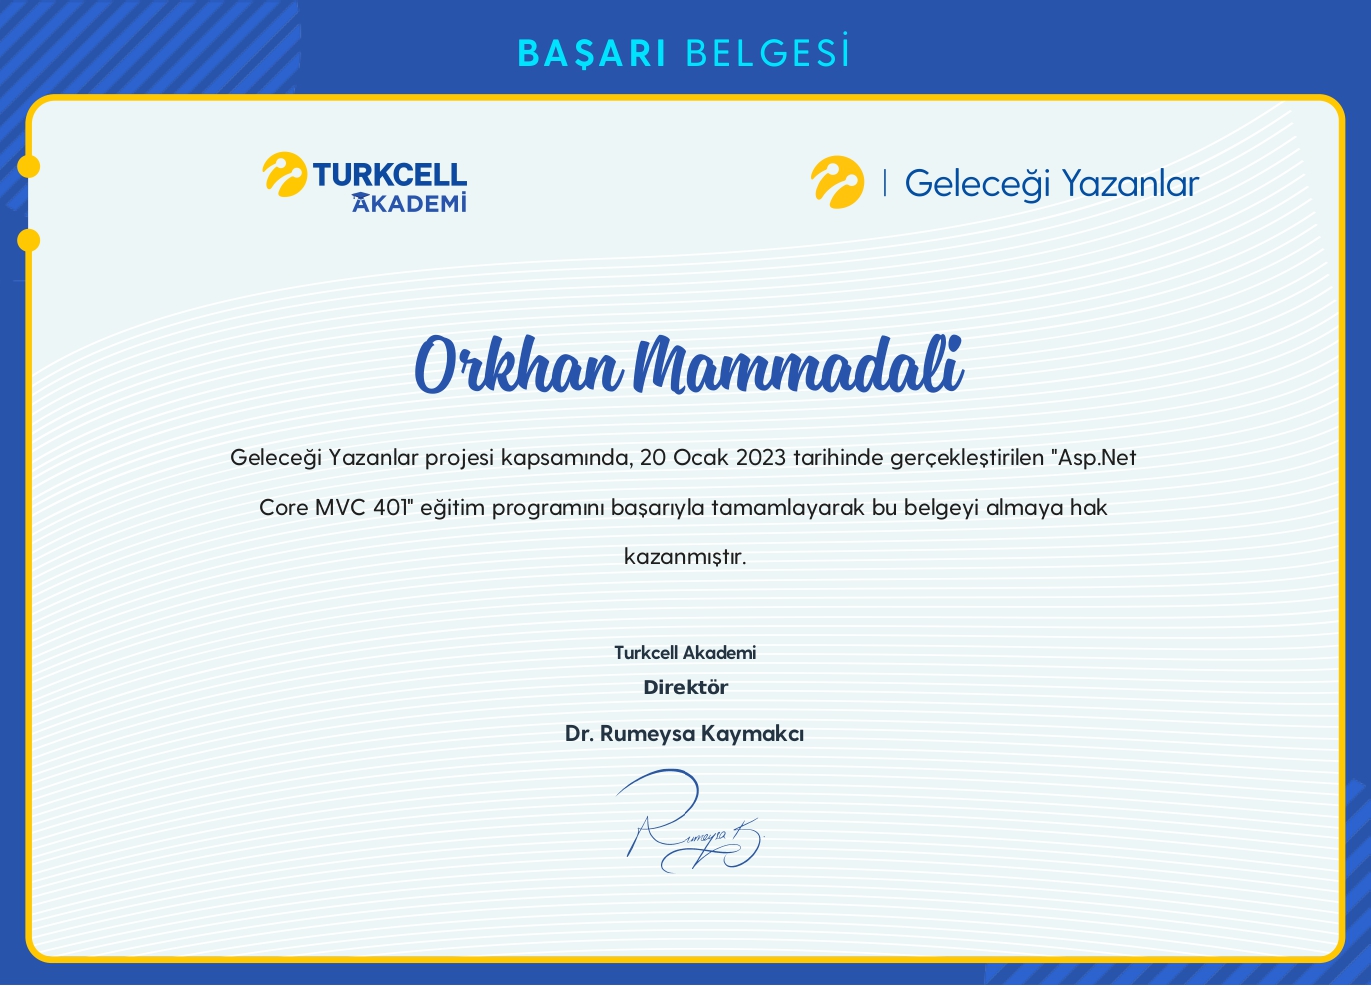 BAŞARI BELGESİ
TURKCELL
AKADEMİ
| Geleceği Yazanlar
Orkhan Mammadali
Geleceği Yazanlar projesi kapsamında, 20 Ocak 2023 tarihinde gerçekleştirilen "Asp.Net
Core MVC 401" eğitim programını başarıyla tamamlayarak bu belgeyi almaya hak
kazanmıştır.
Turkcell Akademi
Direktör
Dr. Rumeysa Kaymakcı
Rumeysa K.